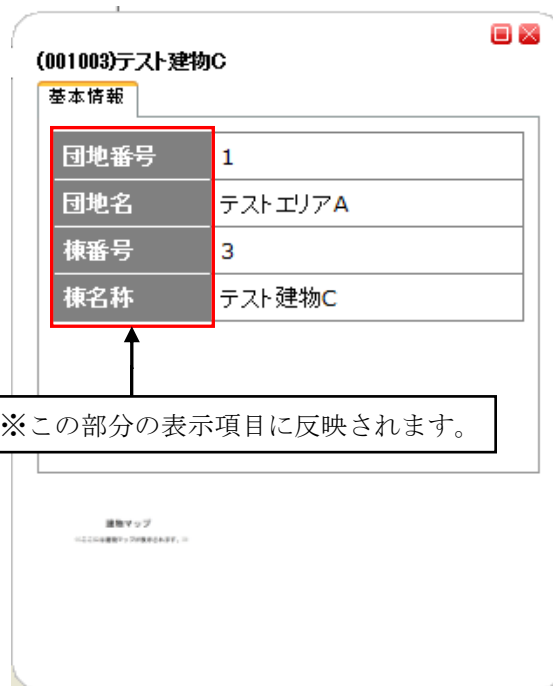 (001003)テスト建物C
基本情報
団地番号 1
団地名 テストエリアA
棟番号 3
棟名称 テスト建物C
※この部分の表示項目に反映されます。
建物マップ